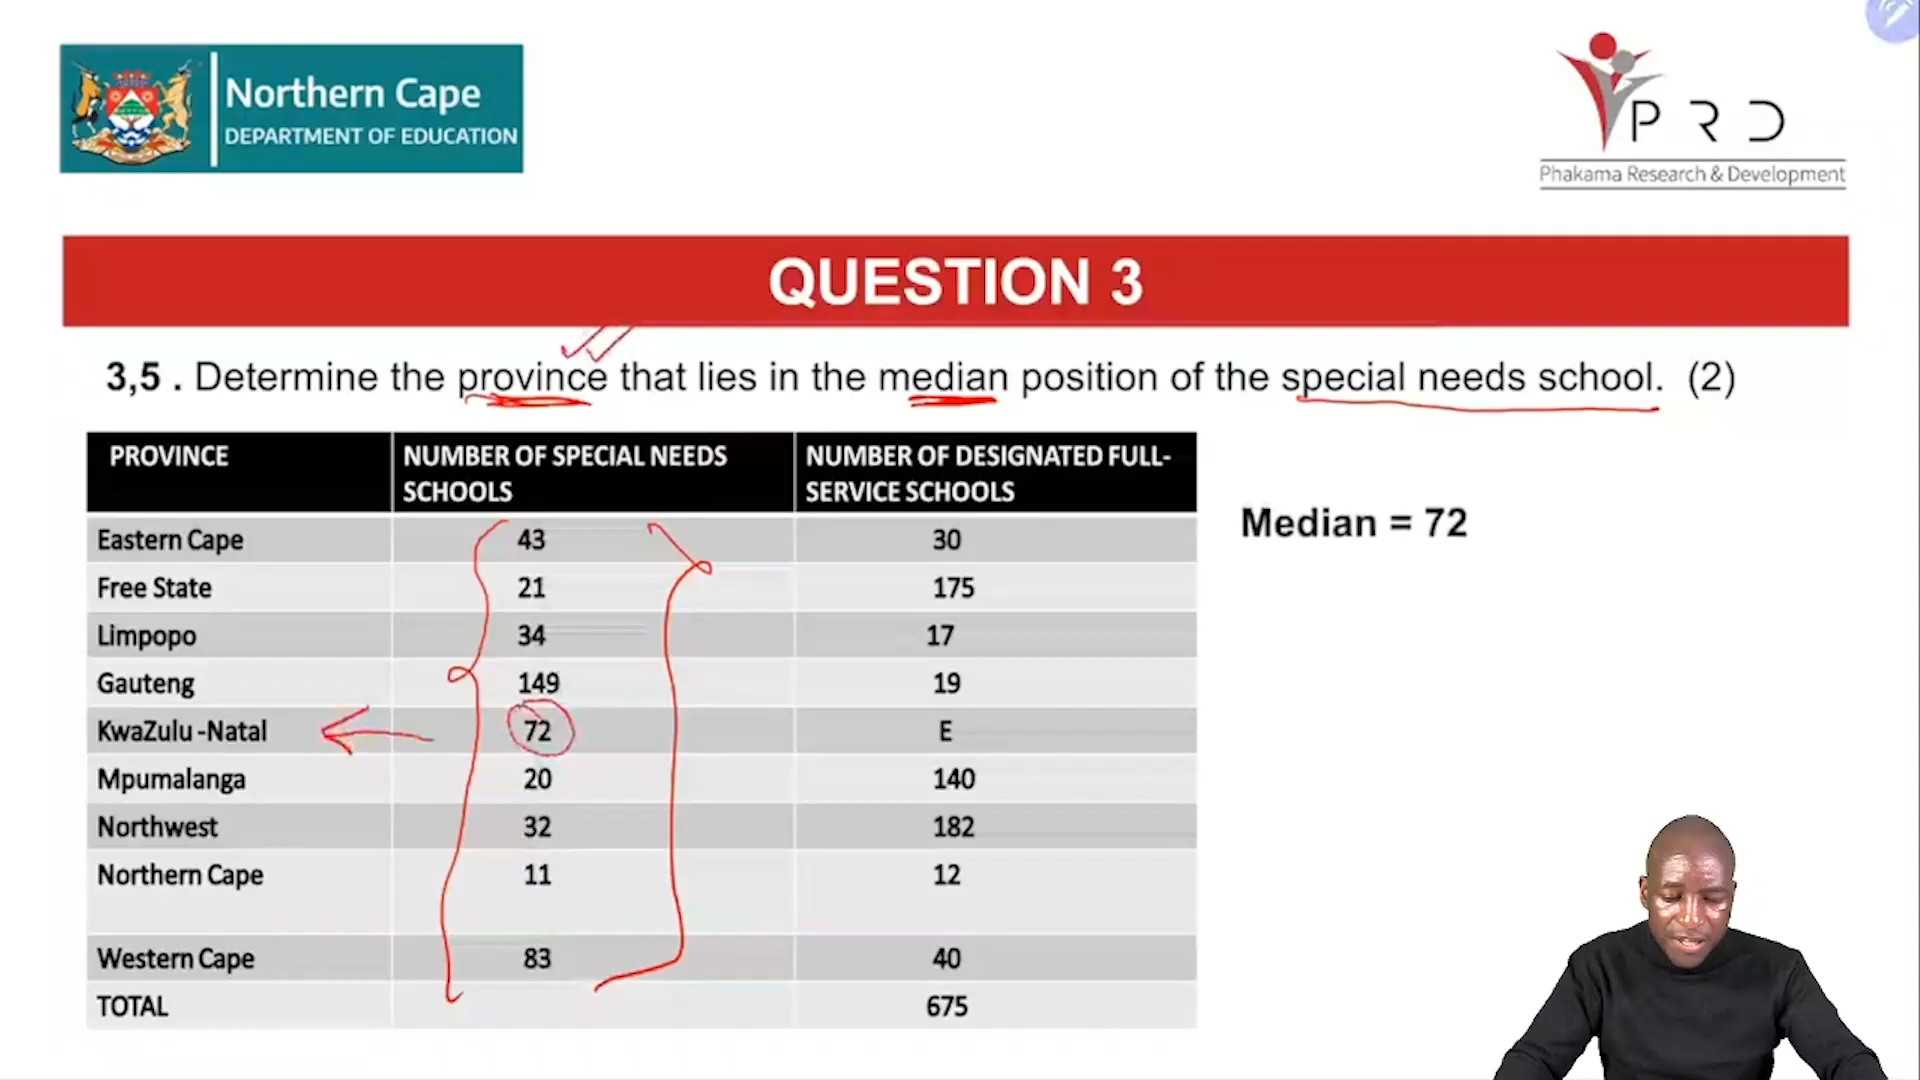 Northern Cape
DEPARTMENT OF EDUCATION
P R D
Phakama Research & Development
QUESTION 3
3,5 . Determine the province that lies in the median position of the special needs school. (2)
PROVINCE NUMBER OF SPECIAL NEEDS SCHOOLS NUMBER OF DESIGNATED FULL-SERVICE SCHOOLS
Eastern Cape 43 30
Free State 21 175
Limpopo 34 17
Gauteng 149 19
KwaZulu -Natal 72 E
Mpumalanga 20 140
Northwest 32 182
Northern Cape 11 12
Western Cape 83 40
TOTAL 675
Median = 72